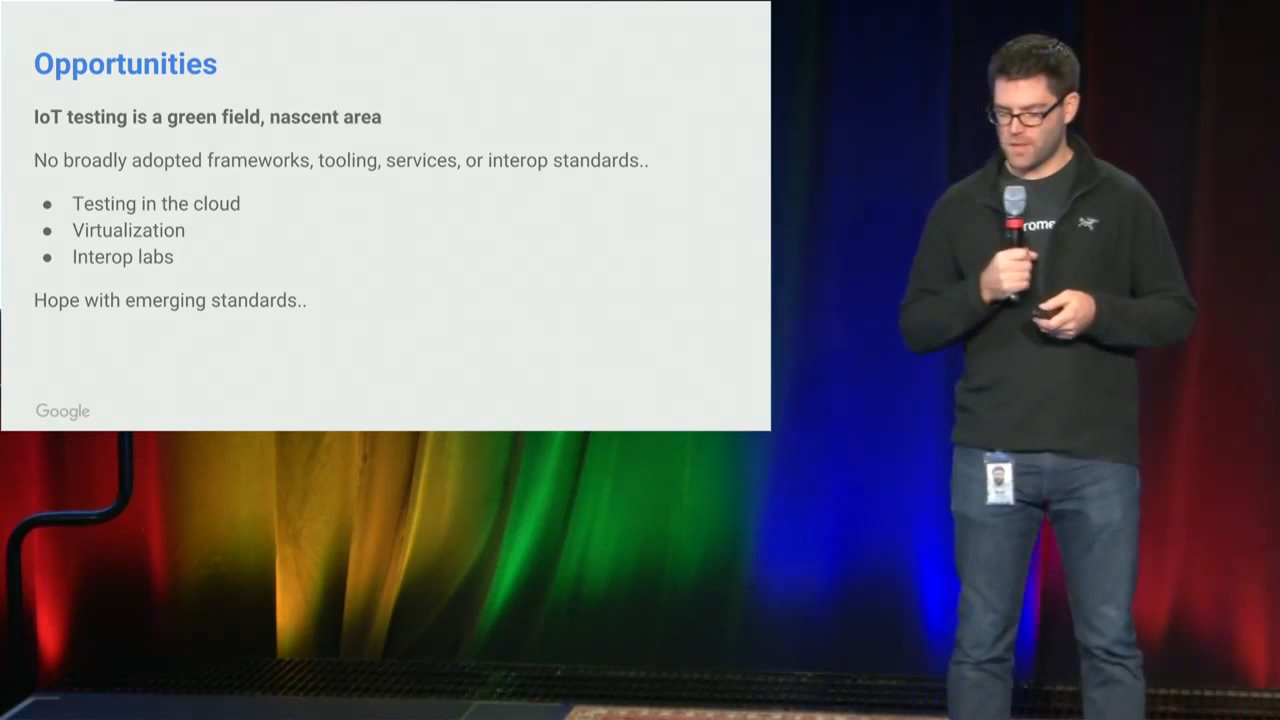 Opportunities
IoT testing is a green field, nascent area
No broadly adopted frameworks, tooling, services, or interop standards..
● Testing in the cloud
● Virtualization
● Interop labs
Hope with emerging standards..
Google
rome